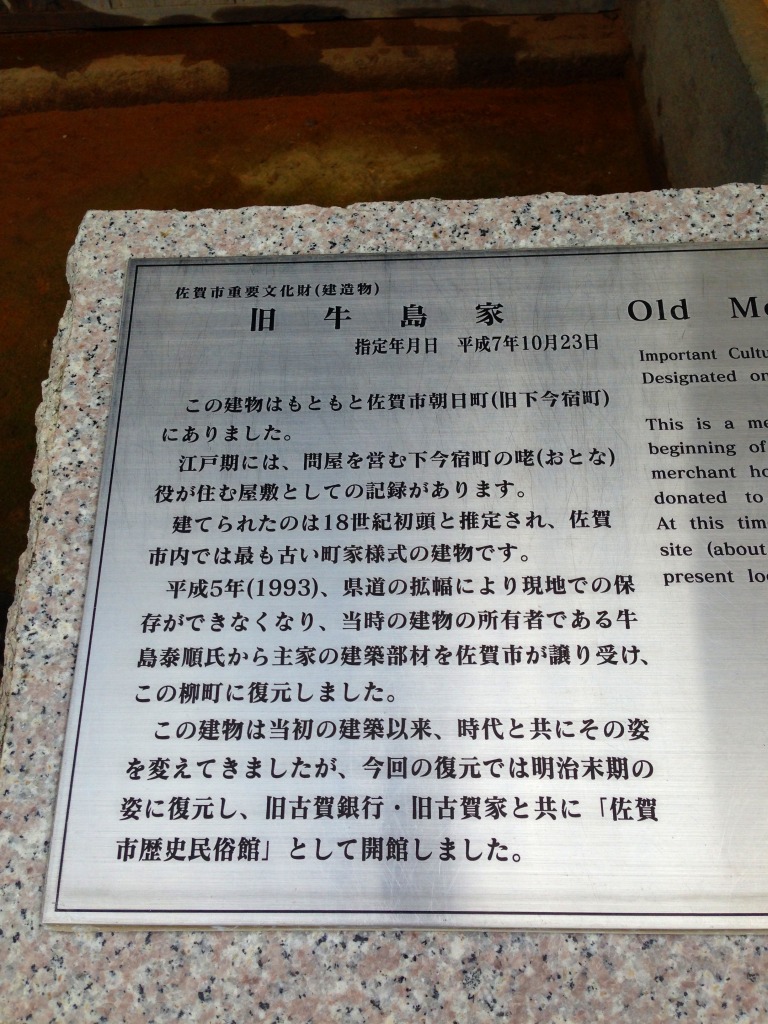 佐賀市重要文化財(建造物)
旧牛島家
指定年月日 平成7年10月23日
この建物はもともと佐賀市朝日町(旧下今宿町)
にありました。
江戸期には、問屋を営む下今宿町の咾(おとな)
役が住む屋敷としての記録があります。
建てられたのは18世紀初頭と推定され、佐賀
市内では最も古い町家様式の建物です。
平成5年(1993)、県道の拡幅により現地での保
存ができなくなり、当時の建物の所有者である牛
島泰順氏から主家の建築部材を佐賀市が譲り受け、
この柳町に復元しました。
この建物は当初の建築以来、時代と共にその姿
を変えてきましたが、今回の復元では明治末期の
姿に復元し、旧古賀銀行・旧古賀家と共に「佐賀
市歴史民俗館」として開館しました。
Old
Important
Designated on
This is a
beginning of
merchant
donated to
At this
site (about
present